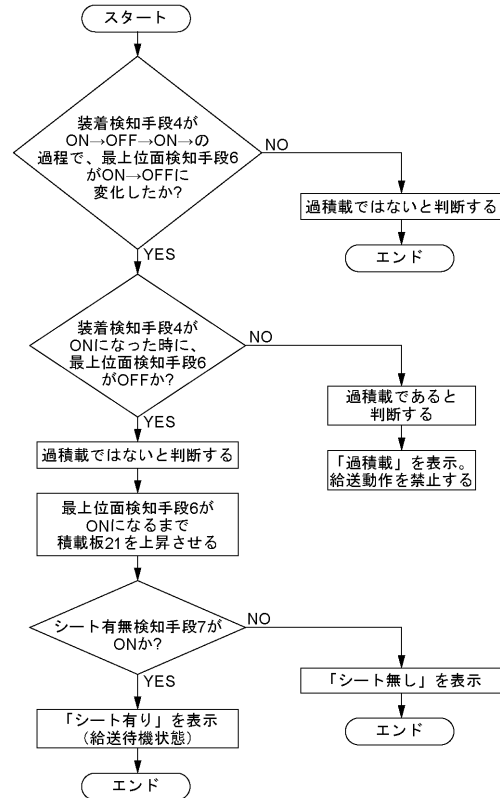 スタート
装着検知手段4が
ON→OFF→ON→の
過程で、最上位面検知手段6
がON→OFFに
変化したか?
NO
過積載ではないと判断する
エンド
YES
装着検知手段4が
ONになった時に、
最上位面検知手段6
がOFFか?
NO
過積載であると
判断する
「過積載」を表示。
給送動作を禁止する
YES
過積載ではないと判断する
最上位面検知手段6が
ONになるまで
積載板21を上昇させる
シート有無検知手段7が
ONか?
NO
「シート無し」を表示
エンド
YES
「シート有り」を表示
(給送待機状態)
エンド